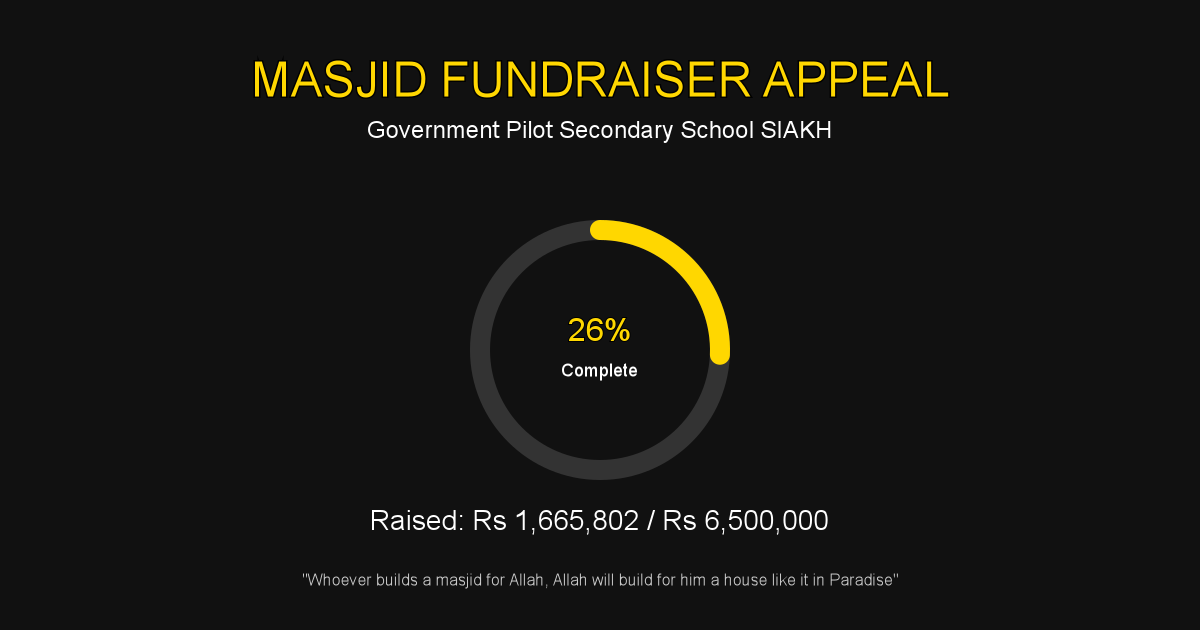 MASJID FUNDRAISER APPEAL
Government Pilot Secondary School SIAKH
26%
Complete
Raised: Rs 1,665,802 / Rs 6,500,000
"Whoever builds a masjid for Allah, Allah will build for him a house like it in Paradise"